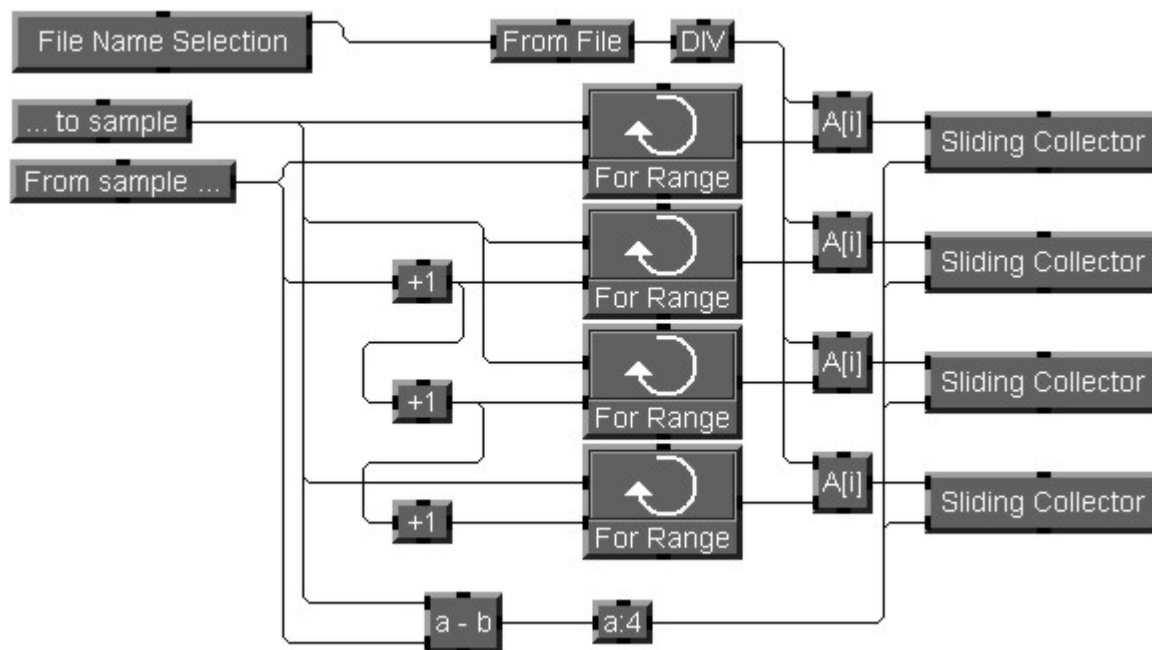 File Name Selection
From File
DIV
... to sample
For Range
A[i]
Sliding Collector
From sample ...
+1
For Range
A[i]
Sliding Collector
+1
For Range
A[i]
Sliding Collector
+1
For Range
A[i]
Sliding Collector
a - b
a:4